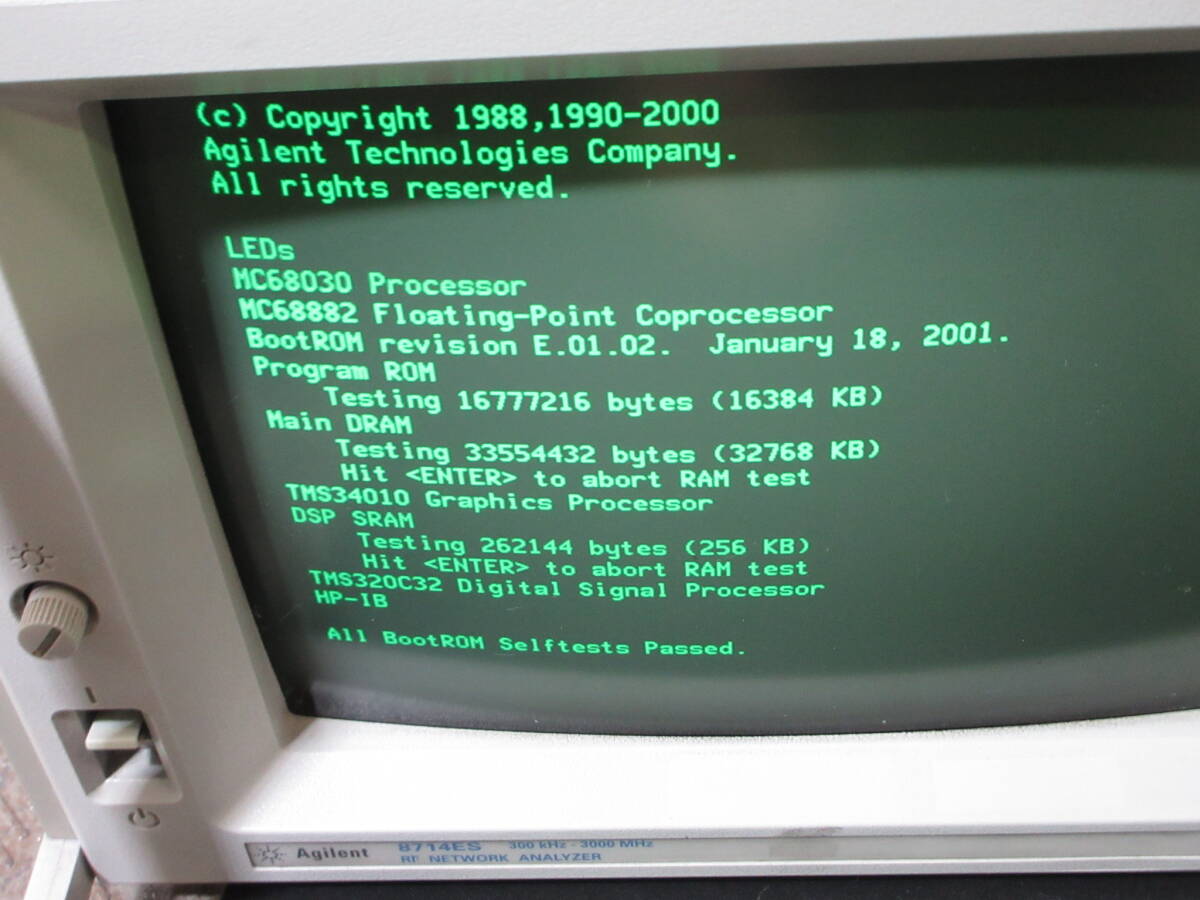 (c) Copyright 1988,1990-2000
Agilent Technologies Company.
All rights reserved.
LEDs
MC68030 Processor
MC68882 Floating-Point Coprocessor
BootROM revision E.01.02.  January 18, 2001.
Program ROM
Testing 16777216 bytes (16384 KB)
Main DRAM
Testing 33554432 bytes (32768 KB)
Hit <ENTER> to abort RAM test
TMS34010 Graphics Processor
DSP SRAM
Testing 262144 bytes (256 KB)
Hit <ENTER> to abort RAM test
TMS320C32 Digital Signal Processor
HP-IB
All BootROM Selftests Passed.
Agilent 8714ES 300 kHz - 3000 MHz
RF NETWORK ANALYZER